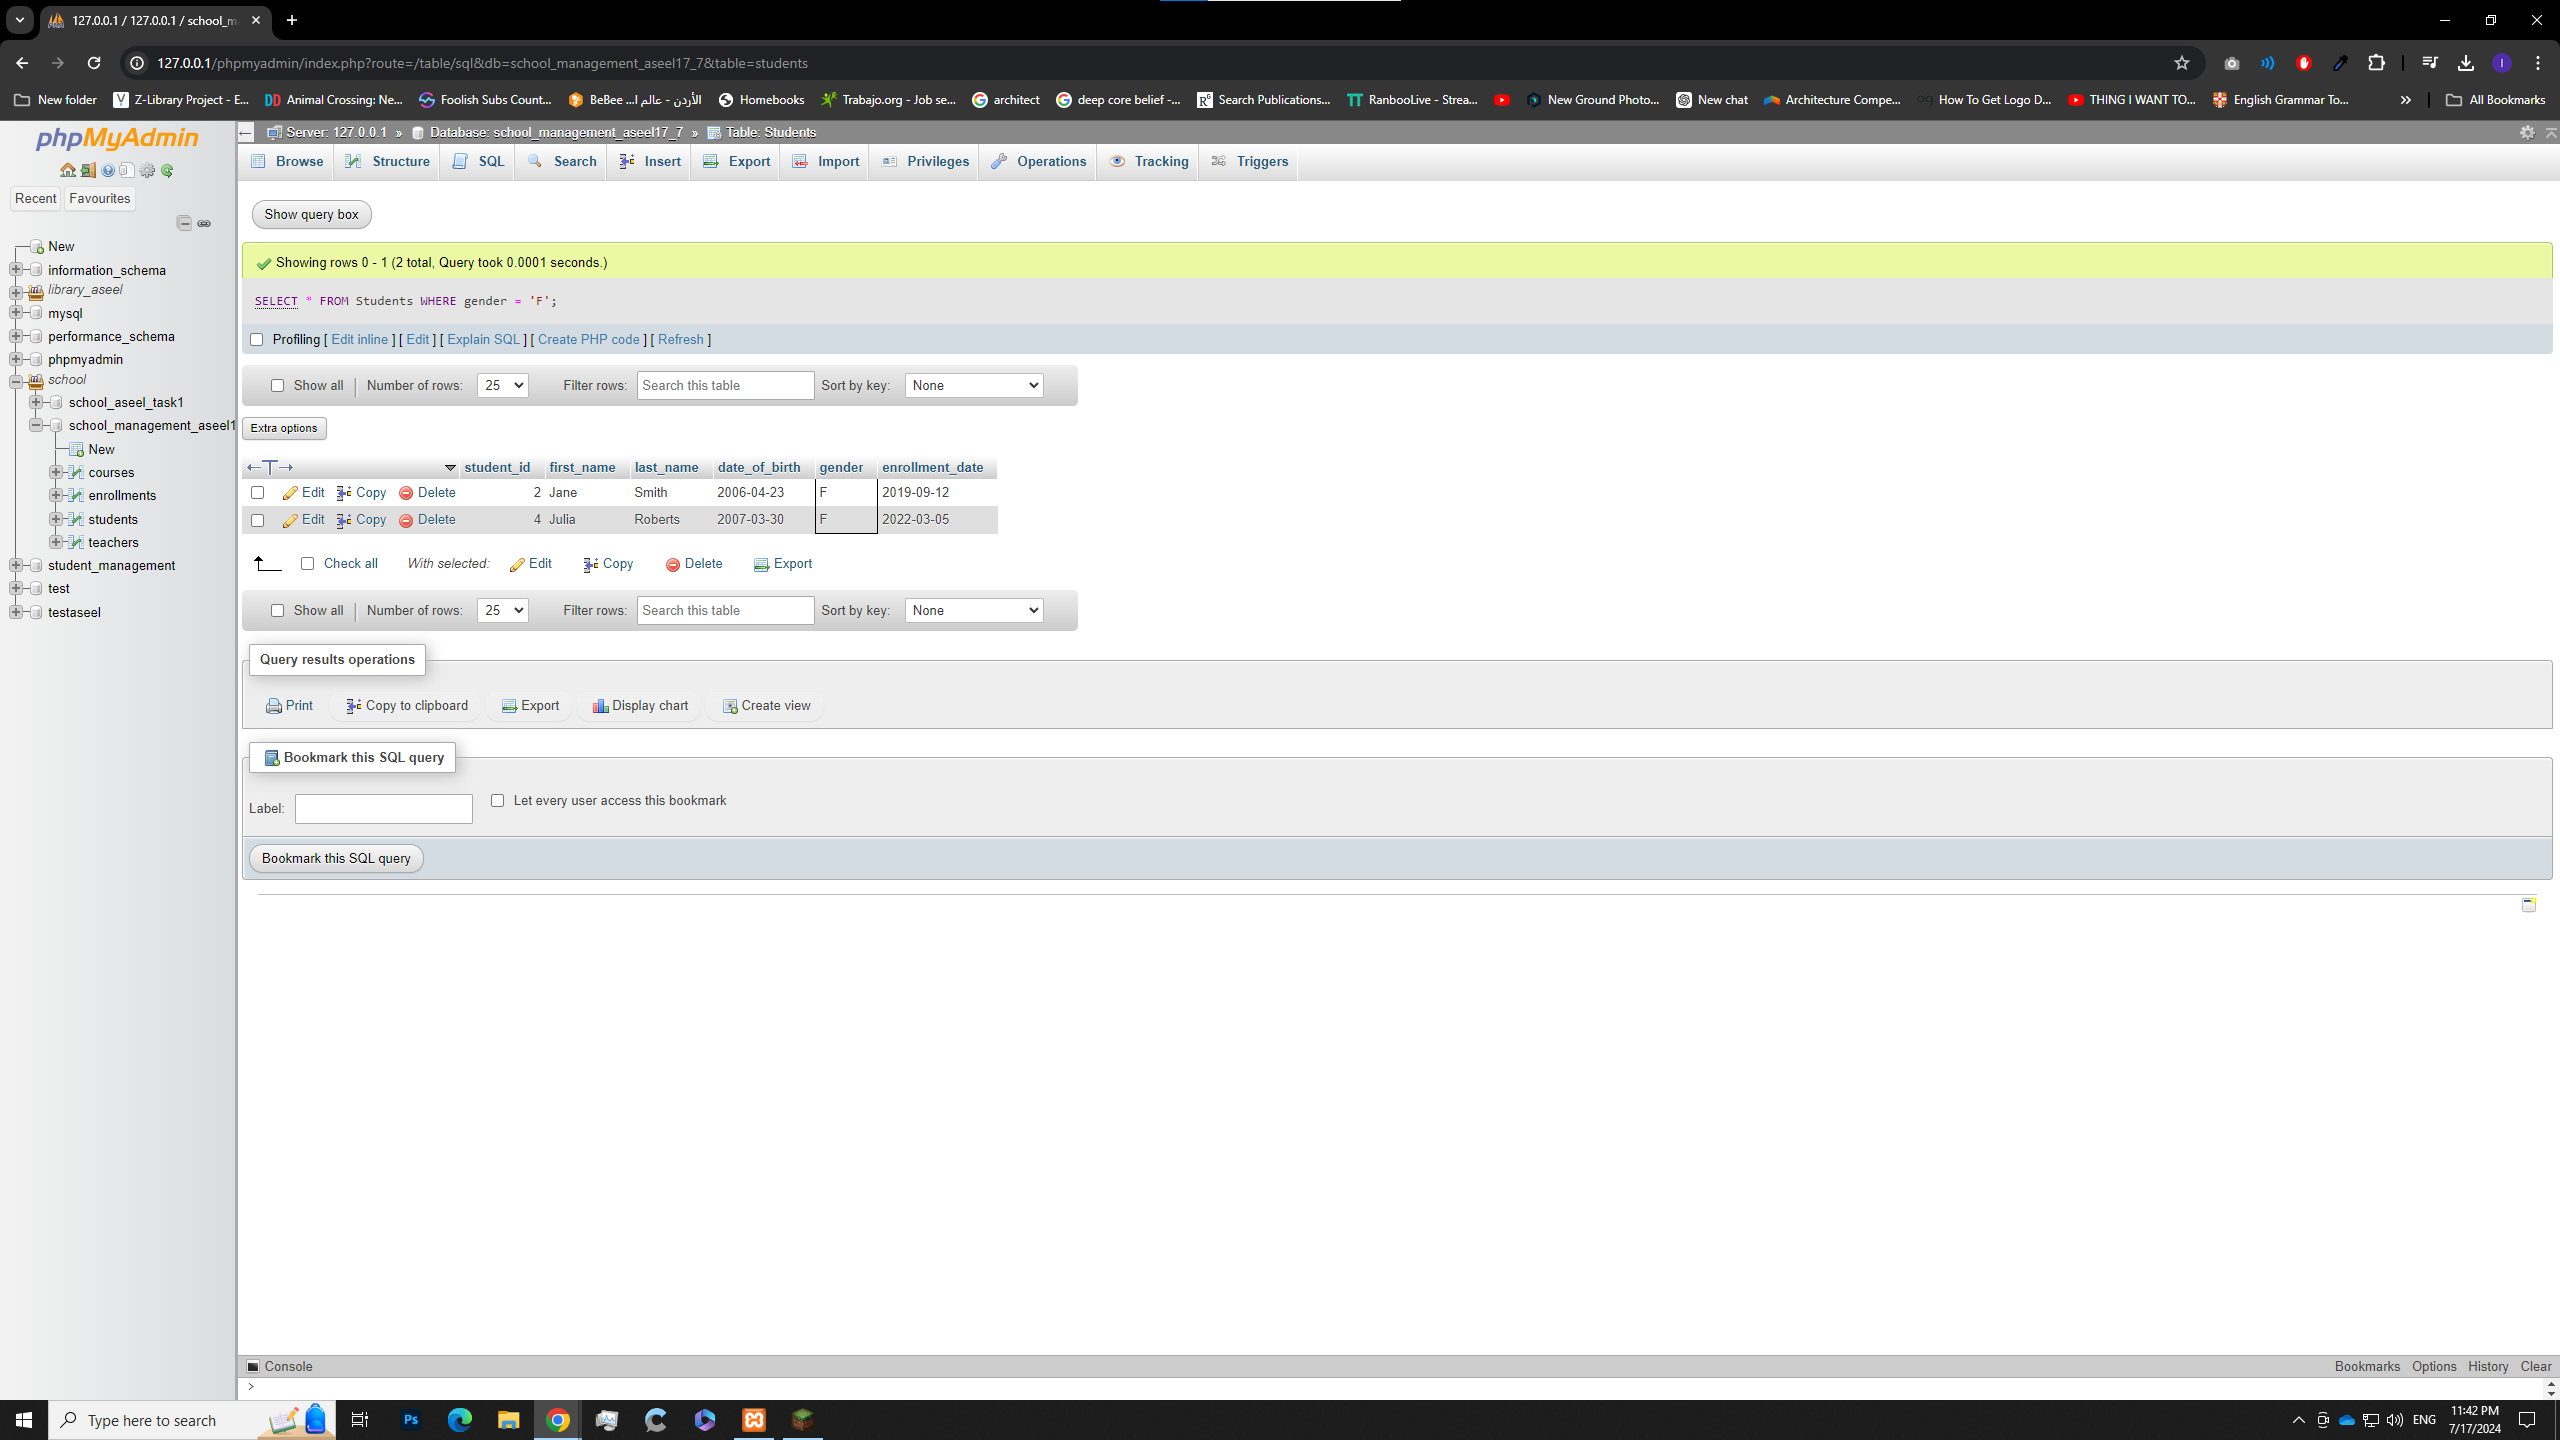 127.0.0.1 / 127.0.0.1 / school_m
127.0.0.1/phpmyadmin/index.php?route=/table/sql&db=school_management_aseel17_7&table=students
New folder
Z-Library Project - E...
Animal Crossing: Ne...
Foolish Subs Count...
BeBee ... الأردن - عالم ا
Homebooks
Trabajo.org - Job se...
architect
deep core belief -...
Search Publications...
RanbooLive - Strea...
New Ground Photo...
New chat
Architecture Compe...
How To Get Logo D...
THING I WANT TO...
English Grammar To...
All Bookmarks
phpMyAdmin
Recent
Favourites
New
information_schema
library_aseel
mysql
performance_schema
phpmyadmin
school
school_aseel_task1
school_management_aseel1
New
courses
enrollments
students
teachers
student_management
test
testaseel
Server: 127.0.0.1 » Database: school_management_aseel17_7 » Table: Students
Browse Structure SQL Search Insert Export Import Privileges Operations Tracking Triggers
Show query box
Showing rows 0 - 1 (2 total, Query took 0.0001 seconds.)
SELECT * FROM Students WHERE gender = 'F';
Profiling [ Edit inline ] [ Edit ] [ Explain SQL ] [ Create PHP code ] [ Refresh ]
Show all | Number of rows: 25 Filter rows: Search this table Sort by key: None
Extra options
student_id first_name last_name date_of_birth gender enrollment_date
Edit Copy Delete 2 Jane Smith 2006-04-23 F 2019-09-12
Edit Copy Delete 4 Julia Roberts 2007-03-30 F 2022-03-05
Check all With selected: Edit Copy Delete Export
Show all | Number of rows: 25 Filter rows: Search this table Sort by key: None
Query results operations
Print Copy to clipboard Export Display chart Create view
Bookmark this SQL query
Label: Let every user access this bookmark
Bookmark this SQL query
Console Bookmarks Options History Clear
>
Type here to search
Ps
ENG
11:42 PM
7/17/2024